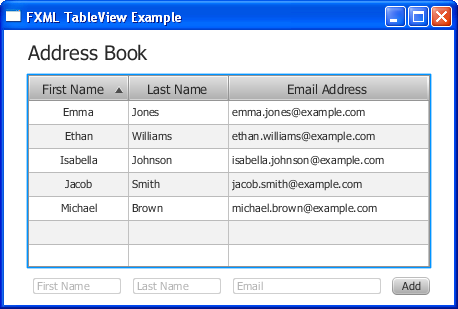 FXML TableView Example
Address Book
First Name Last Name Email Address
Emma Jones emma.jones@example.com
Ethan Williams ethan.williams@example.com
Isabella Johnson isabella.johnson@example.com
Jacob Smith jacob.smith@example.com
Michael Brown michael.brown@example.com
First Name Last Name Email Add